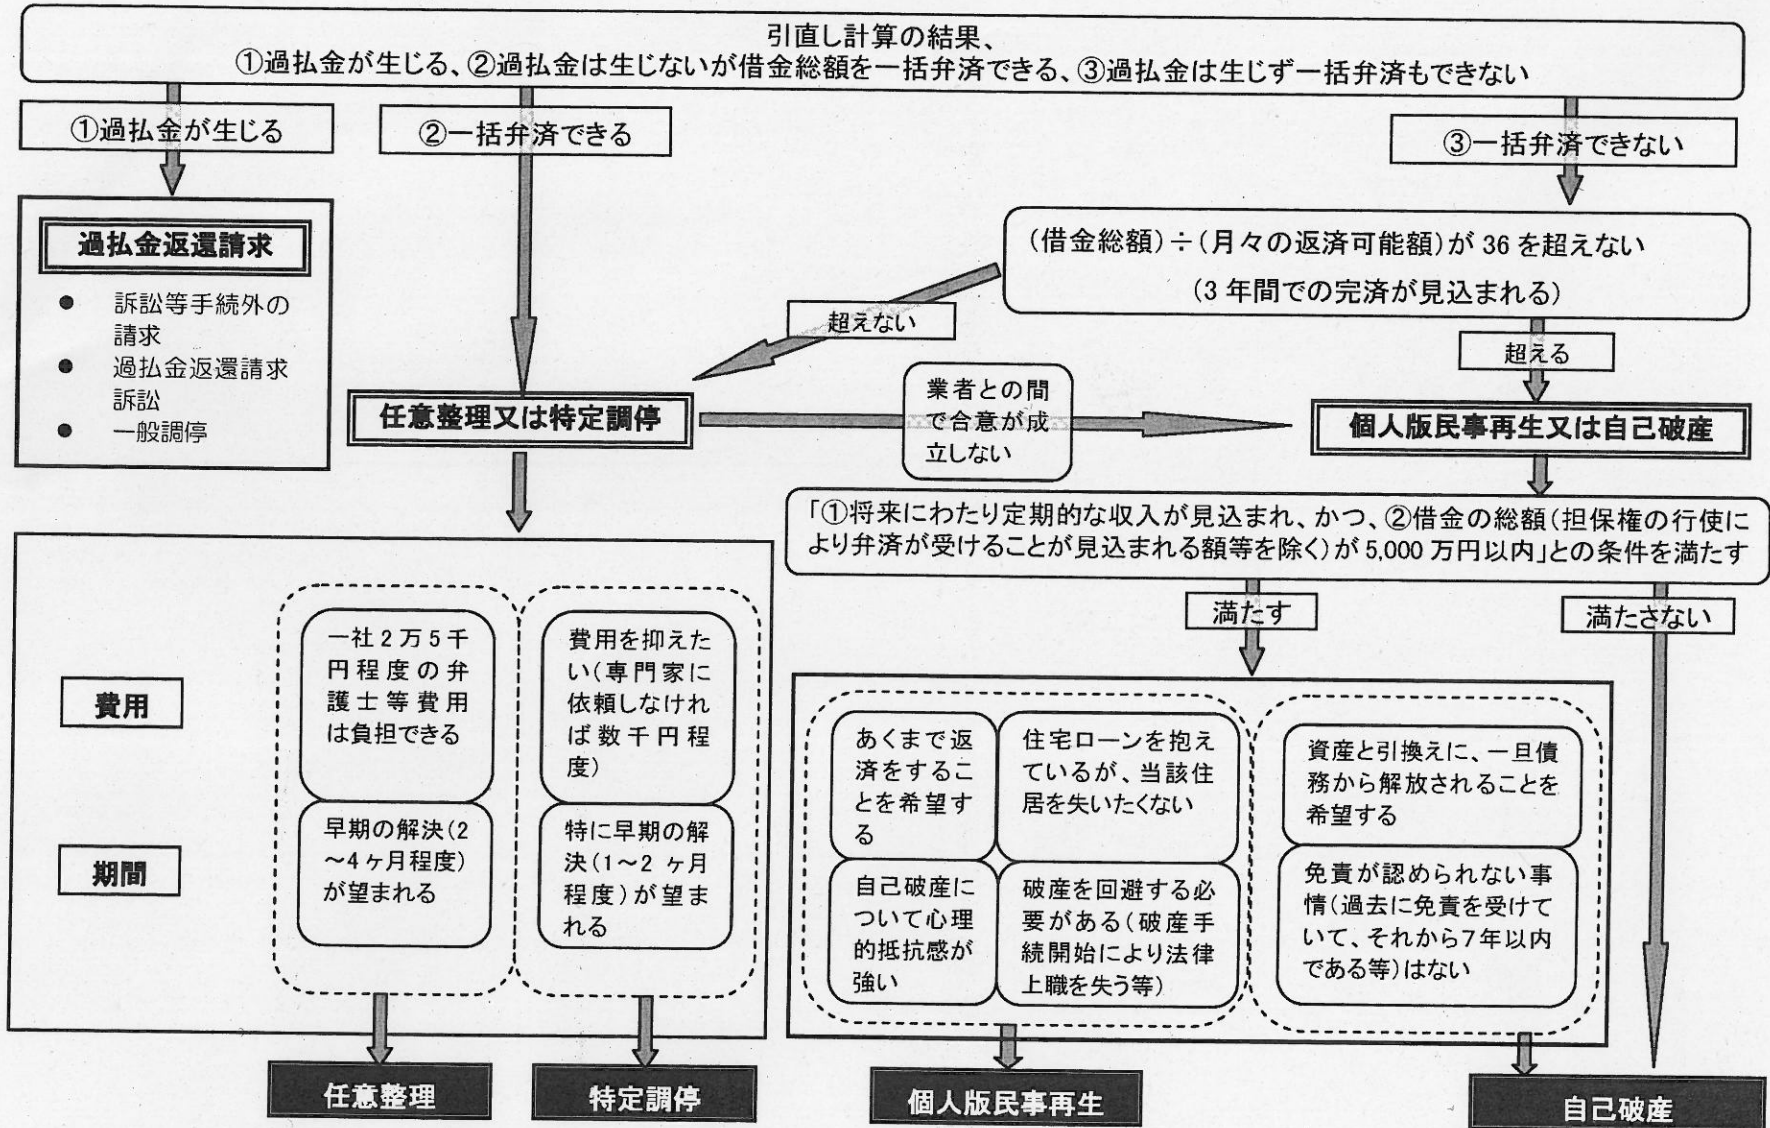 引直し計算の結果、
①過払金が生じる、②過払金は生じないが借金総額を一括弁済できる、③過払金は生じず一括弁済もできない
①過払金が生じる
②一括弁済できる
③一括弁済できない
過払金返還請求
● 訴訟等手続外の
請求
● 過払金返還請求
訴訟
● 一般調停
(借金総額)÷(月々の返済可能額)が 36 を超えない
(3 年間での完済が見込まれる)
超えない
超える
任意整理又は特定調停
業者との間
で合意が成
立しない
個人版民事再生又は自己破産
「①将来にわたり定期的な収入が見込まれ、かつ、②借金の総額(担保権の行使に
より弁済が受けることが見込まれる額等を除く)が 5,000 万円以内」との条件を満たす
満たす
満たさない
費用
一社 2 万 5 千
円程度の弁
護士等費用
は負担できる
費用を抑えた
い(専門家に
依頼しなけれ
ば数千円程
度)
期間
早期の解決(2
～4ヶ月程度)
が望まれる
特に早期の解
決(1～2 ヶ月
程度)が望ま
れる
あくまで返
済をするこ
とを希望す
る
住宅ローンを抱え
ているが、当該住
居を失いたくない
自己破産に
ついて心理
的抵抗感が
強い
破産を回避する必
要がある(破産手
続開始により法律
上職を失う等)
資産と引換えに、一旦債
務から解放されることを
希望する
免責が認められない事
情(過去に免責を受けて
いて、それから7年以内
である等)はない
任意整理
特定調停
個人版民事再生
自己破産